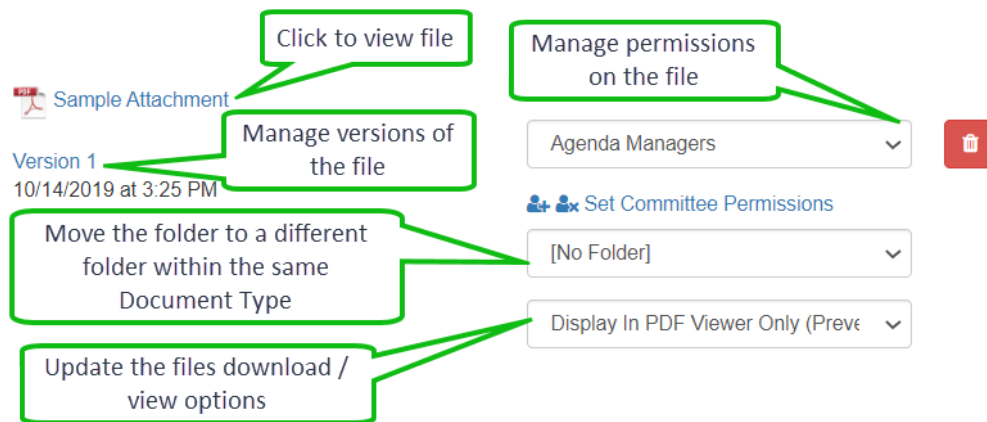 Click to view file
Manage permissions
on the file
PDF
Sample Attachment
Manage versions of
the file
Agenda Managers
Version 1
10/14/2019 at 3:25 PM
Set Committee Permissions
Move the folder to a different
folder within the same
Document Type
[No Folder]
Display In PDF Viewer Only (Preve
Update the files download /
view options